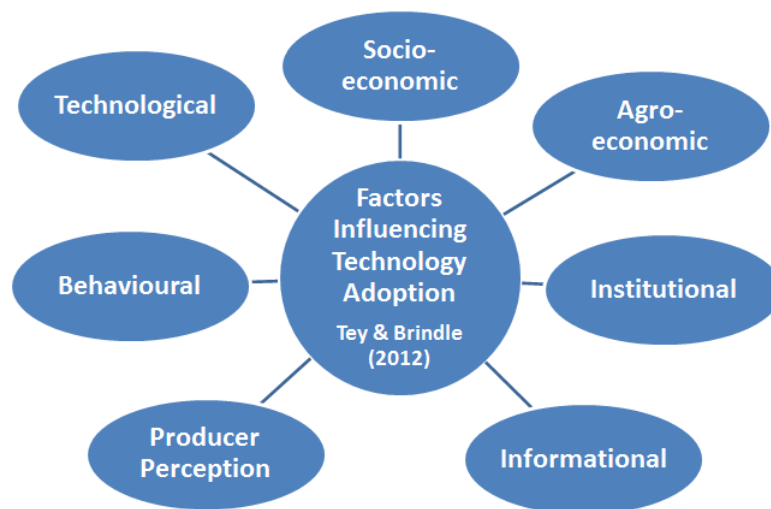 Socio-
economic
Technological
Agro-
economic
Factors
Influencing
Technology
Adoption
Tey & Brindle
(2012)
Behavioural
Institutional
Producer
Perception
Informational